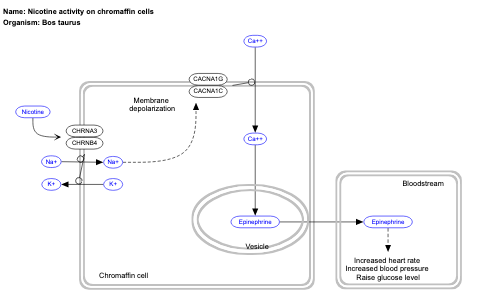 Name: Nicotine activity on chromaffin cells
Organism: Bos taurus
Ca++
CACNA1G
CACNA1C
Membrane
depolarization
Nicotine
CHRNA3
CHRNB4
Ca++
Na+
Na+
K+
K+
Bloodstream
Epinephrine
Epinephrine
Vesicle
Increased heart rate
Increased blood pressure
Raise glucose level
Chromaffin cell